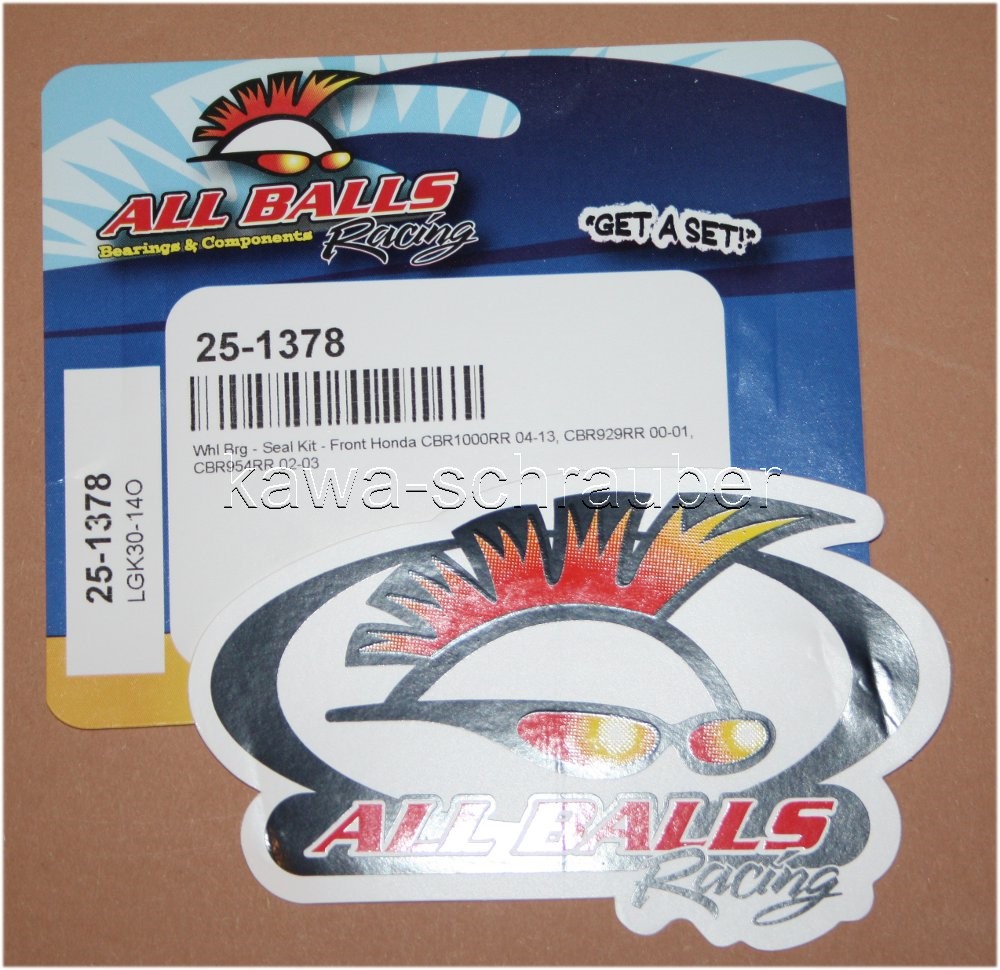 ALL BALLS
Bearings & Components
Racing
"GET A SET!"
25-1378
Whl Brg - Seal Kit - Front Honda CBR1000RR 04-13, CBR929RR 00-01,
CBR954RR 02-03
25-1378
LGK30-14O
kawa-schrauber
ALL BALLS
Racing